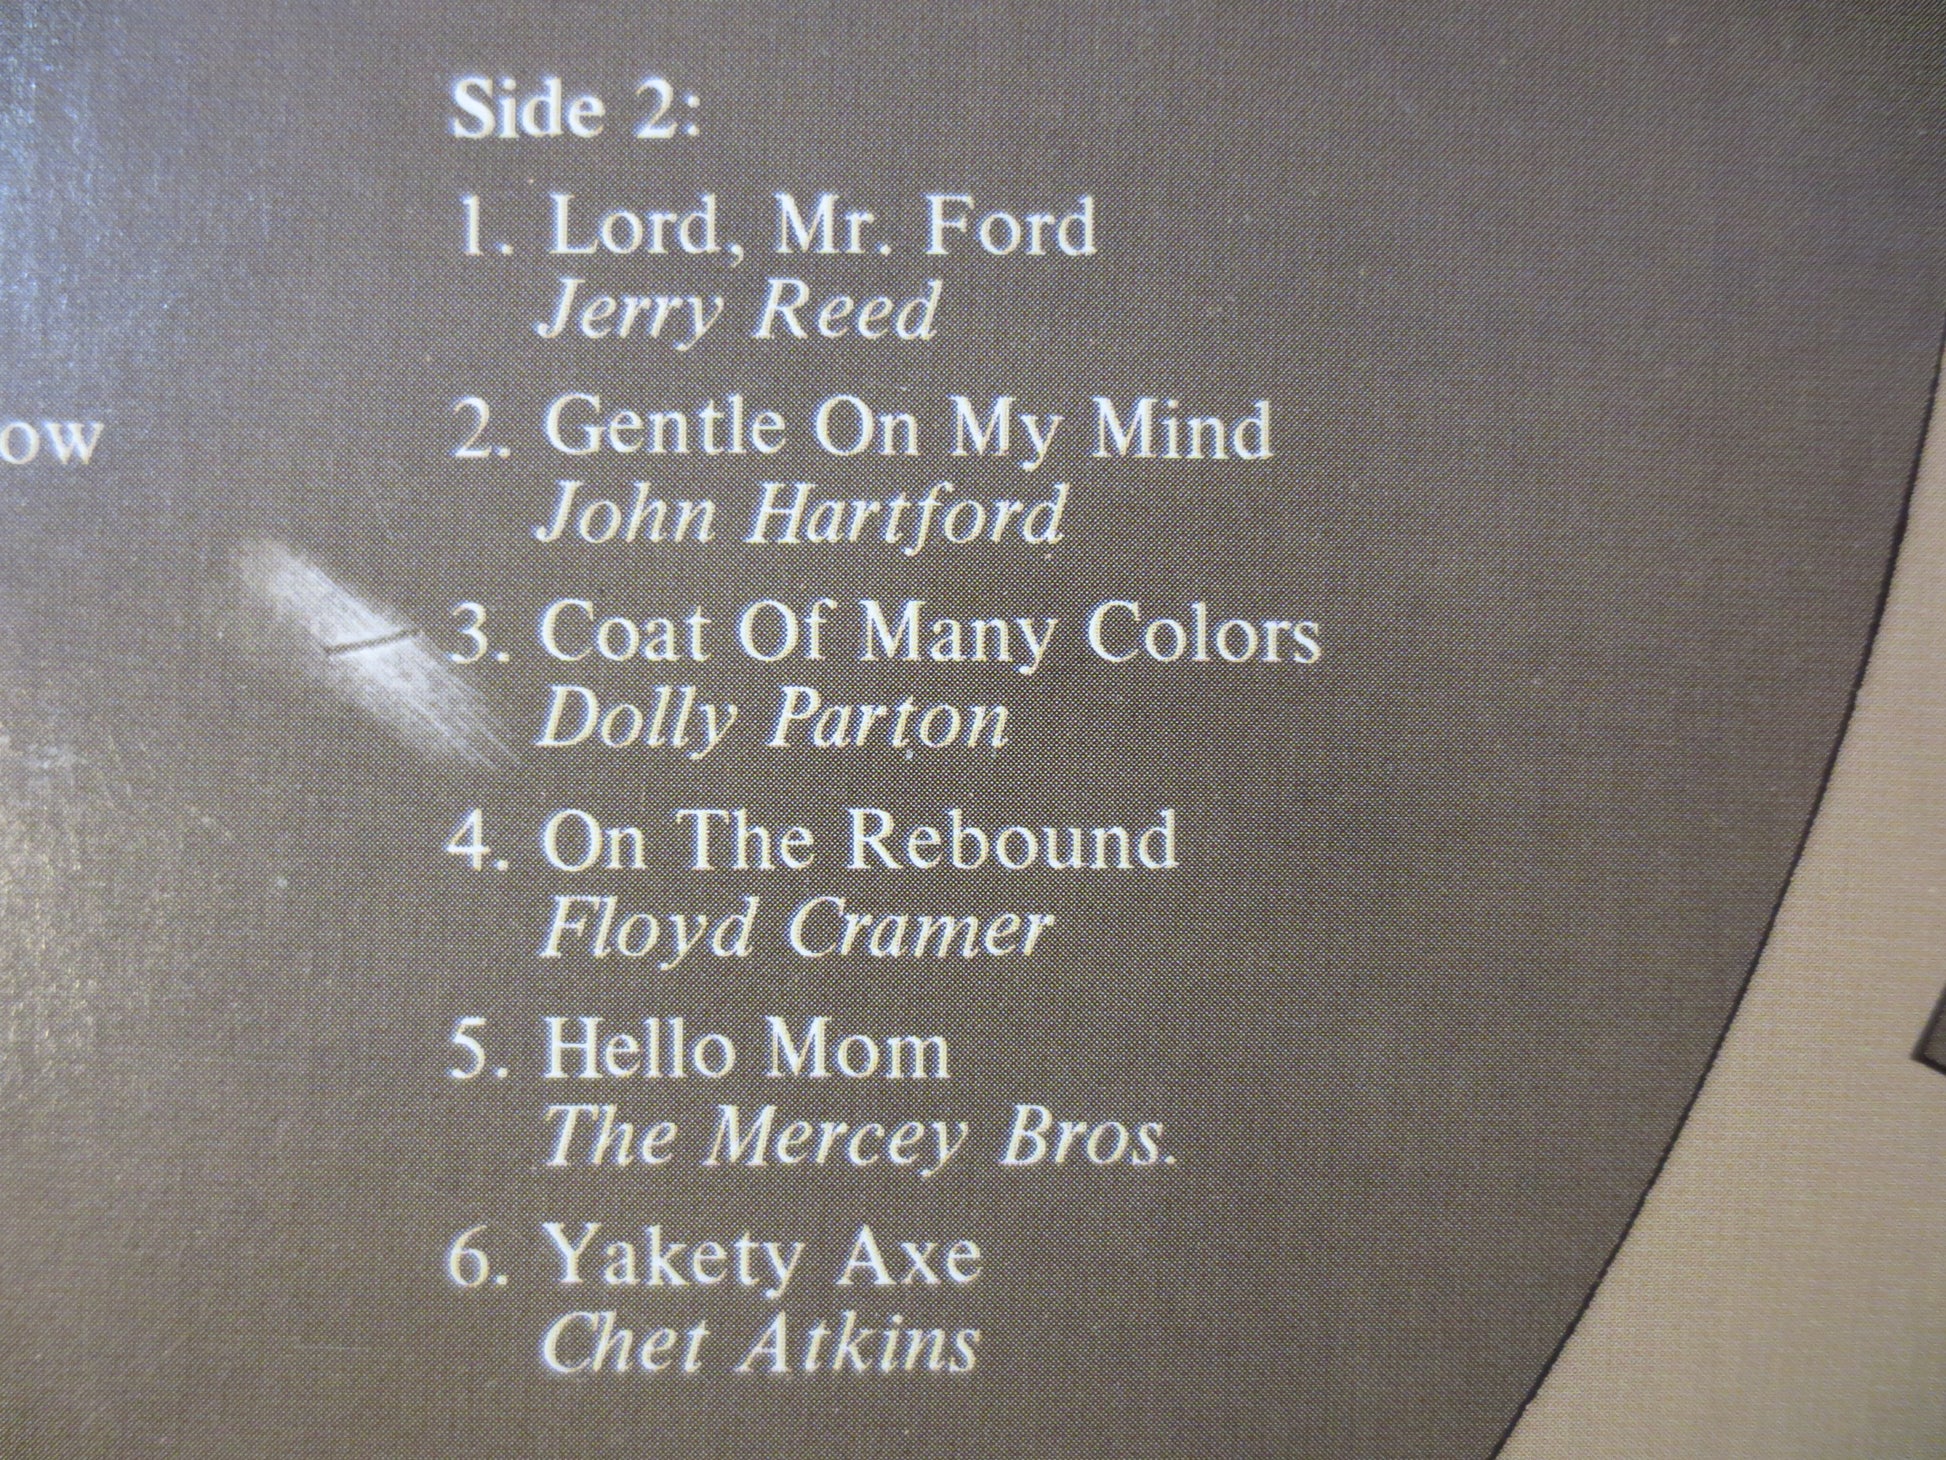 Side 2:
1. Lord, Mr. Ford
Jerry Reed
2. Gentle On My Mind
John Hartford
3. Coat Of Many Colors
Dolly Parton
4. On The Rebound
Floyd Cramer
5. Hello Mom
The Mercey Bros.
6. Yakety Axe
Chet Atkins